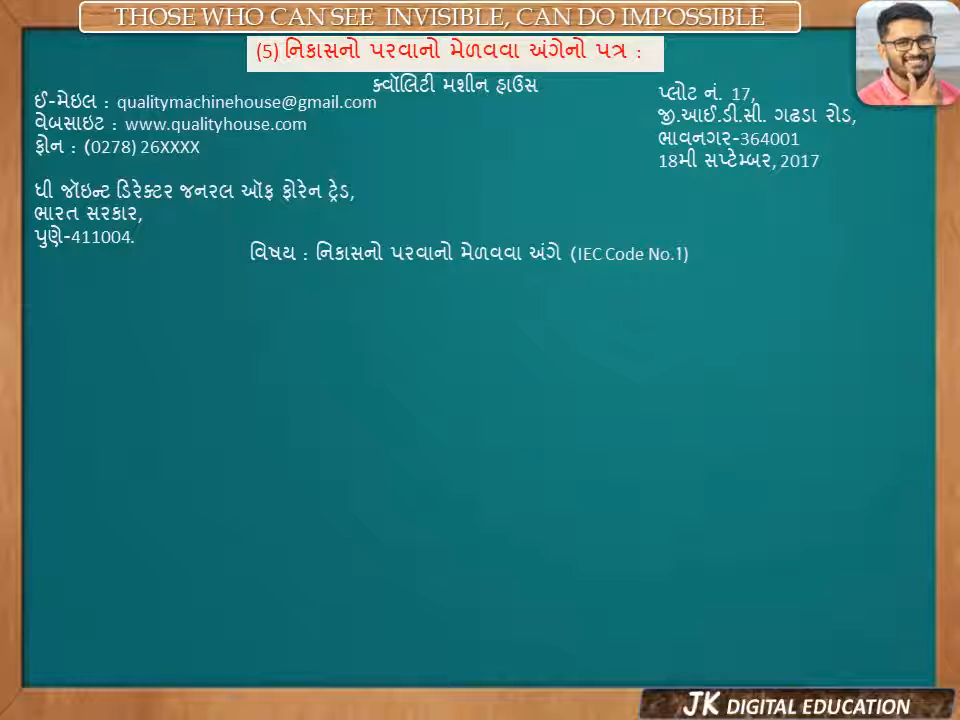 THOSE WHO CAN SEE INVISIBLE, CAN DO IMPOSSIBLE
(5) નિકાસનો પરવાનો મેળવવા અંગેનો પત્ર :
ક્વૉલિટી મશીન હાઉસ
ઈ-મેઇલ : qualitymachinehouse@gmail.com
વેબસાઇટ : www.qualityhouse.com
ફોન : (0278) 26XXXX
પ્લોટ નં. 17,
જી.આઈ.ડી.સી. ગઢડા રોડ,
ભાવનગર-364001
18મી સપ્ટેમ્બર, 2017
ધી જૉઇન્ટ ડિરેક્ટર જનરલ ઑફ ફોરેન ટ્રેડ,
ભારત સરકાર,
પુણે-411004.
વિષય : નિકાસનો પરવાનો મેળવવા અંગે (IEC Code No.1)
JK DIGITAL EDUCATION